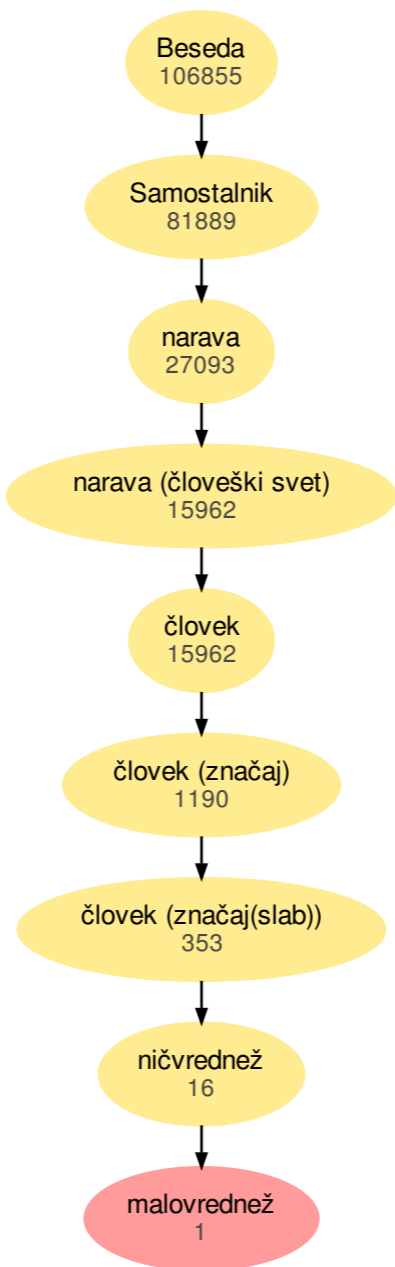 Beseda
106855
Samostalnik
81889
narava
27093
narava (človeški svet)
15962
človek
15962
človek (značaj)
1190
človek (značaj(slab))
353
ničvrednež
16
malovrednež
1